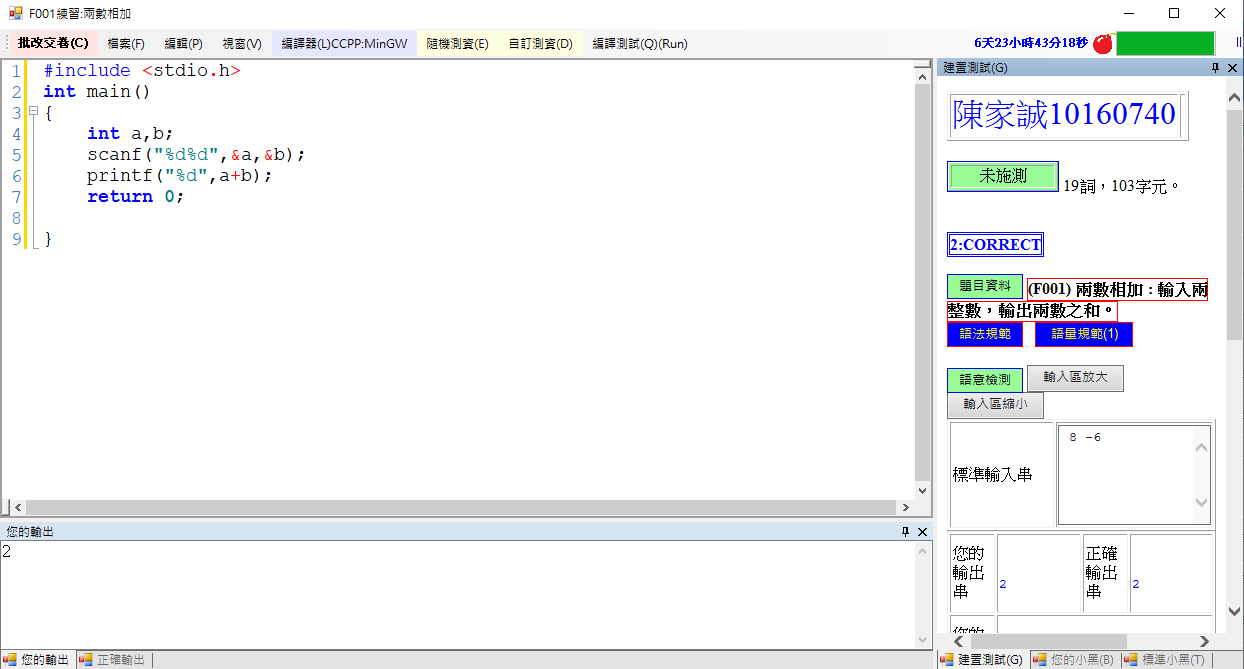 F001練習:兩數相加
批改交卷(C) 檔案(F) 編輯(P) 視窗(V) 編譯器(L)CCPP:MinGW 隨機測資(E) 自訂測資(D) 編譯測試(Q)(Run) 6天23小時43分18秒
1 #include <stdio.h>
2 int main()
3 {
4 int a,b;
5 scanf("%d%d",&a,&b);
6 printf("%d",a+b);
7 return 0;
8
9 }
您的輸出
2
您的輸出 正確輸出
建置測試(G)
陳家誠10160740
未施測 19詞，103字元。
2:CORRECT
題目資料 (F001) 兩數相加：輸入兩
整數，輸出兩數之和。
語法規範 語量規範(1)
語意檢測 輸入區放大
輸入區縮小
標準輸入串 8 -6
您的
輸出
串
2
正確
輸出
串
2
您的
建置測試(G) 您的小黑(B) 標準小黑(T)